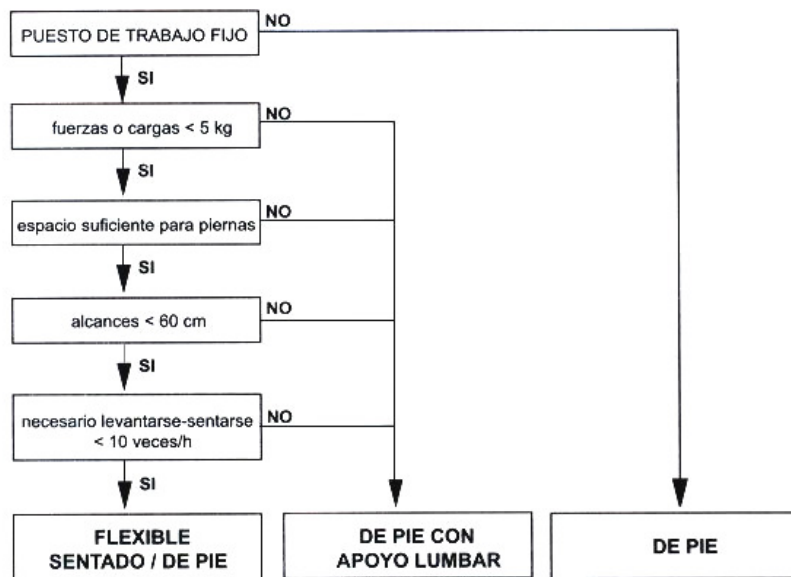 PUESTO DE TRABAJO FIJO
NO
SI
fuerzas o cargas < 5 kg
NO
SI
espacio suficiente para piernas
NO
SI
alcances < 60 cm
NO
SI
necesario levantarse-sentarse
< 10 veces/h
NO
SI
FLEXIBLE
SENTADO / DE PIE
DE PIE CON
APOYO LUMBAR
DE PIE